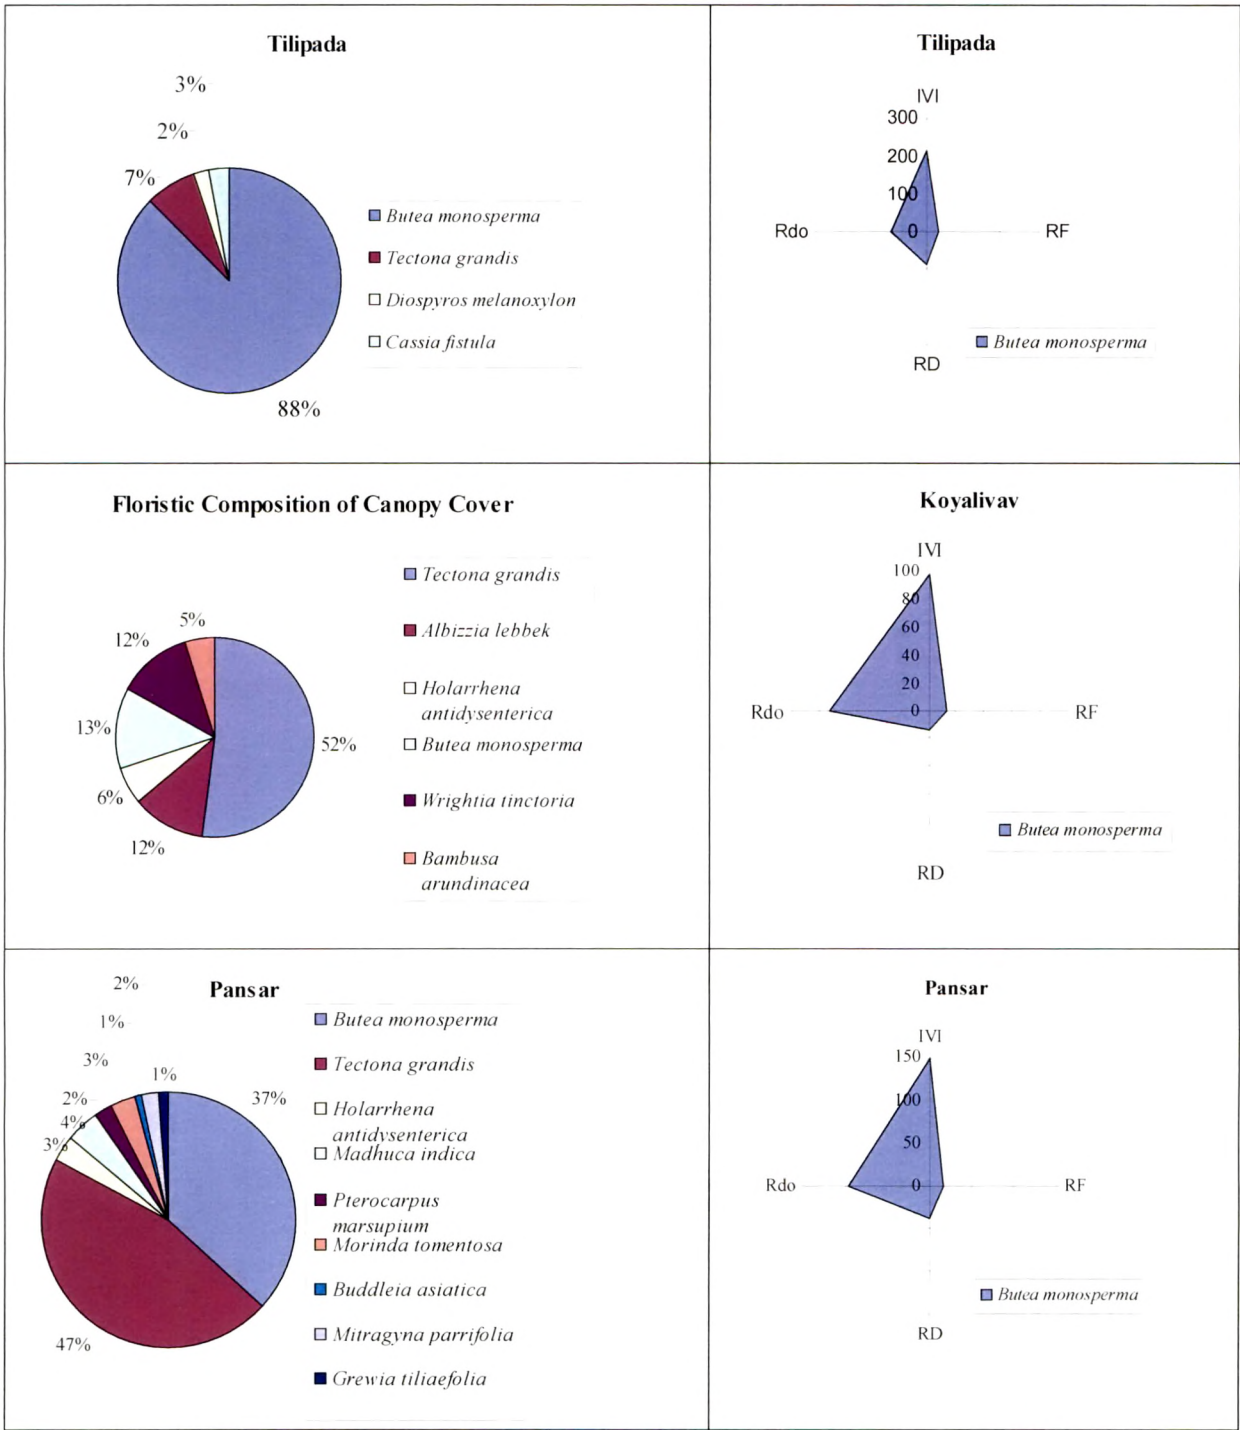 Tilipada
3%
2%
7%
88%
Butea monosperma
Tectona grandis
Diospyros melanoxylon
Cassia fistula
Tilipada
IVI
300
200
100
0
Rdo
RF
RD
Butea monosperma
Floristic Composition of Canopy Cover
5%
12%
13%
6%
12%
52%
Tectona grandis
Albizzia lebbek
Holarrhena
antidysenterica
Butea monosperma
Wrightia tinctoria
Bambusa
arundinacea
Koyalivav
IVI
100
80
60
40
20
0
Rdo
RF
RD
Butea monosperma
Pansar
2%
1%
3%
1%
2%
4%
3%
37%
47%
Butea monosperma
Tectona grandis
Holarrhena
antidysenterica
Madhuca indica
Pterocarpus
marsupium
Morinda tomentosa
Buddleia asiatica
Mitragyna parrifolia
Grewia tiliaefolia
Pansar
IVI
150
100
50
0
Rdo
RF
RD
Butea monosperma